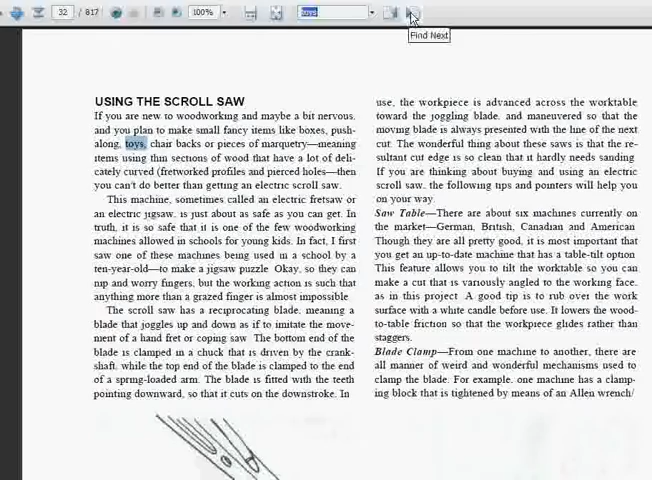 32 / 817
100%
toys
Find Next
USING THE SCROLL SAW
If you are new to woodworking and maybe a bit nervous,
and you plan to make small fancy items like boxes, push-
along, toys, chair backs or pieces of marquetry—meaning
items using thin sections of wood that have a lot of deli-
cately curved (fretworked profiles and pierced holes—then
you can't do better than getting an electric scroll saw.
This machine, sometimes called an electric fretsaw or
an electric jigsaw, is just about as safe as you can get. In
truth, it is so safe that it is one of the few woodworking
machines allowed in schools for young kids. In fact, I first
saw one of these machines being used in a school by a
ten-year-old—to make a jigsaw puzzle. Okay, so they can
nip and worry fingers, but the working action is such that
anything more than a grazed finger is almost impossible
The scroll saw has a reciprocating blade, meaning a
blade that joggles up and down as if to imitate the move-
ment of a hand fret or coping saw The bottom end of the
blade is clamped in a chuck that is driven by the crank-
shaft, while the top end of the blade is clamped to the end
of a spring-loaded arm. The blade is fitted with the teeth
pointing downward, so that it cuts on the downstroke. In
use, the workpiece is advanced across the worktable
toward the joggling blade, and maneuvered so that the
moving blade is always presented with the line of the next
cut. The wonderful thing about these saws is that the re-
sultant cut edge is so clean that it hardly needs sanding
If you are thinking about buying and using an electric
scroll saw, the following tips and pointers will help you
on your way.
Saw Table—There are about six machines currently on
the market—German, British, Canadian and American
Though they are all pretty good, it is most important that
you get an up-to-date machine that has a table-tilt option
This feature allows you to tilt the worktable so you can
make a cut that is variously angled to the working face,
as in this project A good tip is to rub over the work
surface with a white candle before use. It lowers the wood-
to-table friction so that the workpiece glides rather than
staggers.
Blade Clamp—From one machine to another, there are
all manner of weird and wonderful mechanisms used to
clamp the blade. For example, one machine has a clamp-
ing block that is tightened by means of an Allen wrench/